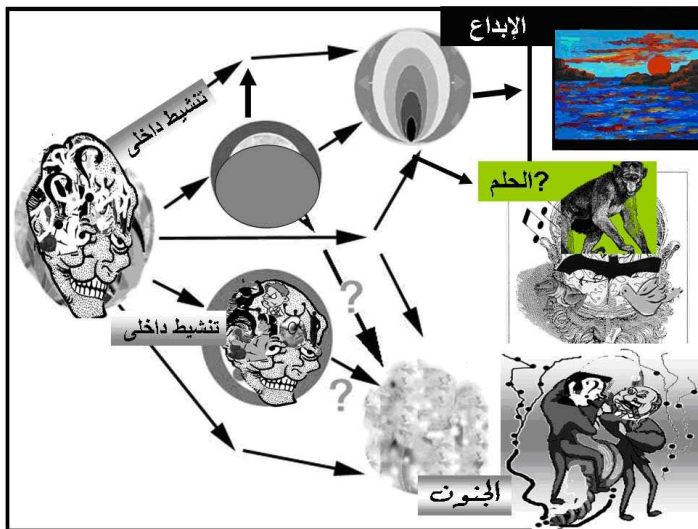 الإبداع
تنشيط داخلى
الحلم?
تنشيط داخلى
?
?
الجنون